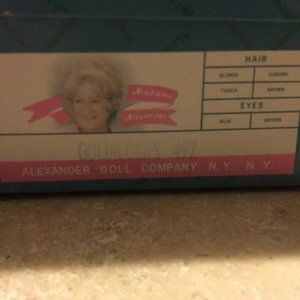 HAIR
BLONDE AUBURN
TOSCA BROWN
EYES
BLUE BROWN
Madame
Alexander
GOLDILOCKS 497
ALEXANDER DOLL COMPANY, N.Y., N.Y.